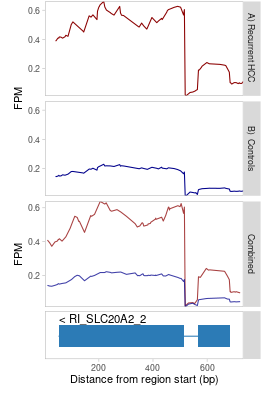 0.6
0.4
0.2
FPM
A) Recurrent HCC
0.6
0.4
0.2
B) Controls
0.6
0.4
0.2
FPM
Combined
< RI_SLC20A2_2
200 400 600
Distance from region start (bp)